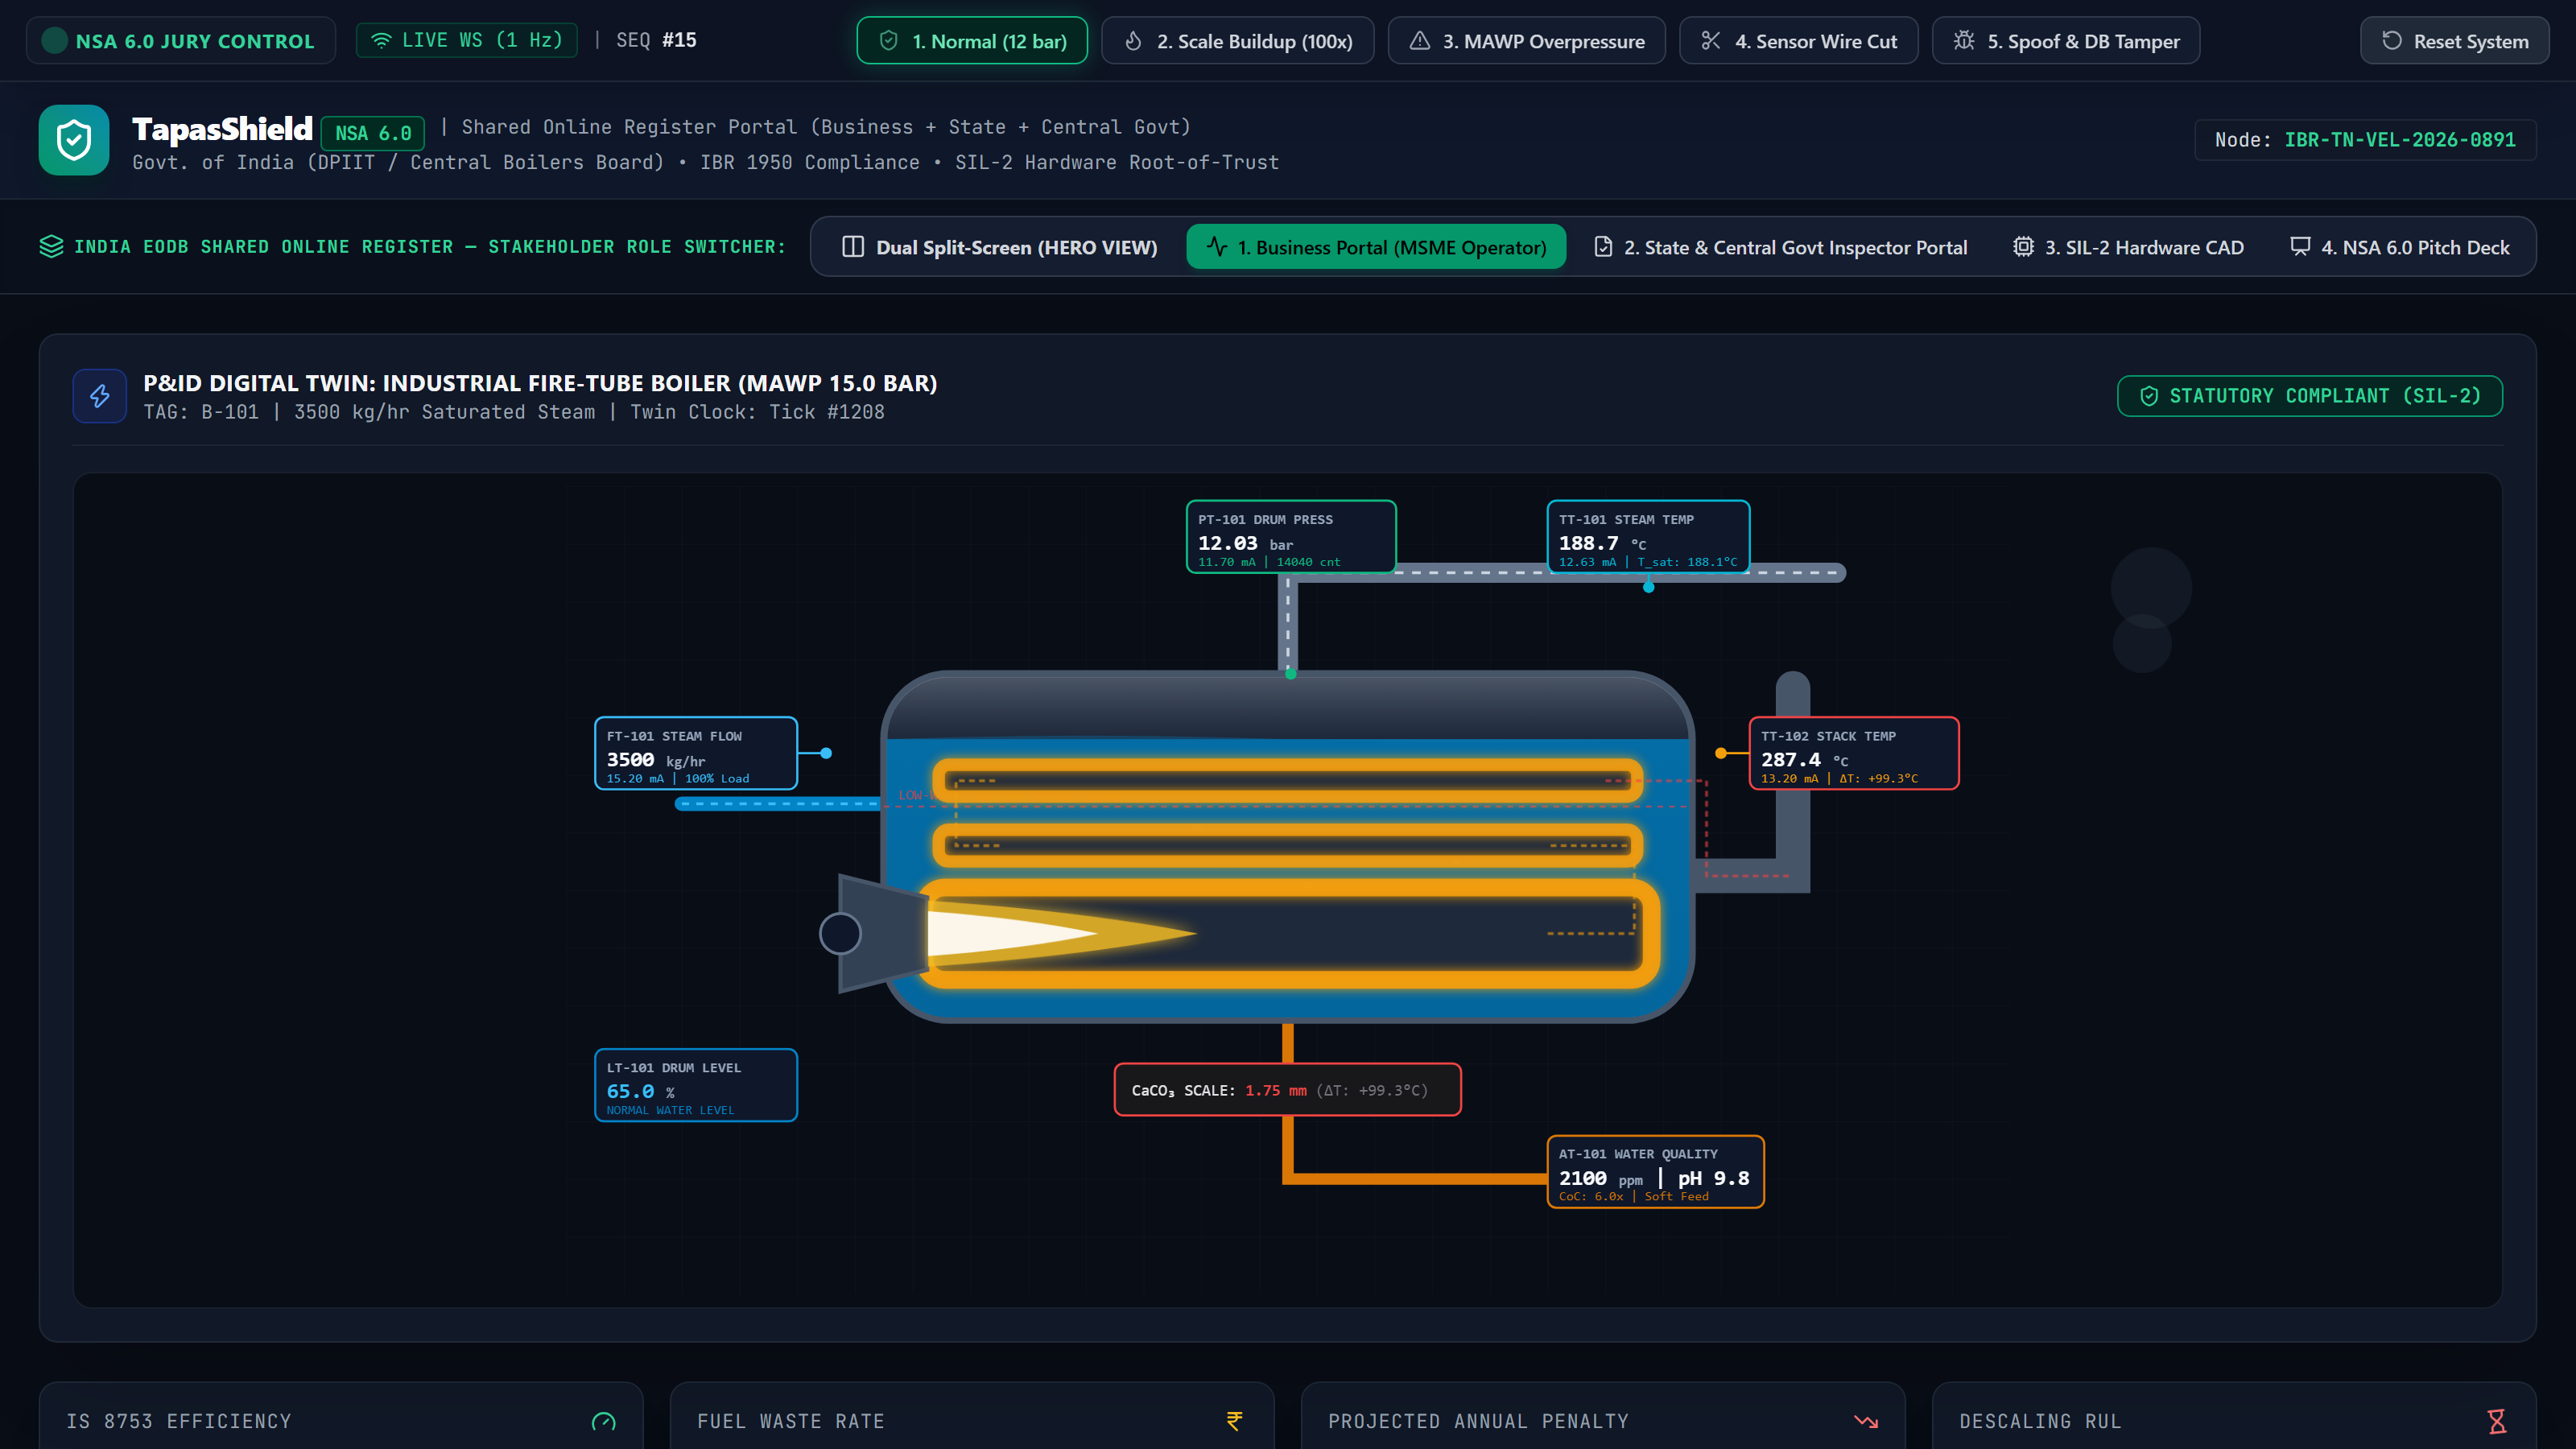 NSA 6.0 JURY CONTROL
LIVE WS (1 Hz)
| SEQ #15
1. Normal (12 bar)
2. Scale Buildup (100x)
3. MAWP Overpressure
4. Sensor Wire Cut
5. Spoof & DB Tamper
Reset System
TapasShield NSA 6.0 | Shared Online Register Portal (Business + State + Central Govt)
Govt. of India (DPIIT / Central Boilers Board) • IBR 1950 Compliance • SIL-2 Hardware Root-of-Trust
Node: IBR-TN-VEL-2026-0891
INDIA EODB SHARED ONLINE REGISTER — STAKEHOLDER ROLE SWITCHER:
Dual Split-Screen (HERO VIEW)
1. Business Portal (MSME Operator)
2. State & Central Govt Inspector Portal
3. SIL-2 Hardware CAD
4. NSA 6.0 Pitch Deck
P&ID DIGITAL TWIN: INDUSTRIAL FIRE-TUBE BOILER (MAWP 15.0 BAR)
TAG: B-101 | 3500 kg/hr Saturated Steam | Twin Clock: Tick #1208
STATUTORY COMPLIANT (SIL-2)
PT-101 DRUM PRESS
12.03 bar
11.70 mA | 14040 cnt
TT-101 STEAM TEMP
188.7 °C
12.63 mA | T_sat: 188.1°C
FT-101 STEAM FLOW
3500 kg/hr
15.20 mA | 100% Load
TT-102 STACK TEMP
287.4 °C
13.20 mA | ΔT: +99.3°C
LOW-
LT-101 DRUM LEVEL
65.0 %
NORMAL WATER LEVEL
CaCO₃ SCALE: 1.75 mm (ΔT: +99.3°C)
AT-101 WATER QUALITY
2100 ppm | pH 9.8
CoC: 6.0x | Soft Feed
IS 8753 EFFICIENCY
FUEL WASTE RATE
PROJECTED ANNUAL PENALTY
DESCALING RUL